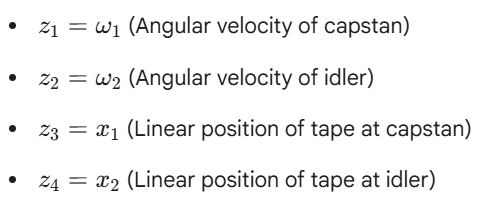 • z₁ = ω₁ (Angular velocity of capstan)
• z₂ = ω₂ (Angular velocity of idler)
• z₃ = x₁ (Linear position of tape at capstan)
• z₄ = x₂ (Linear position of tape at idler)